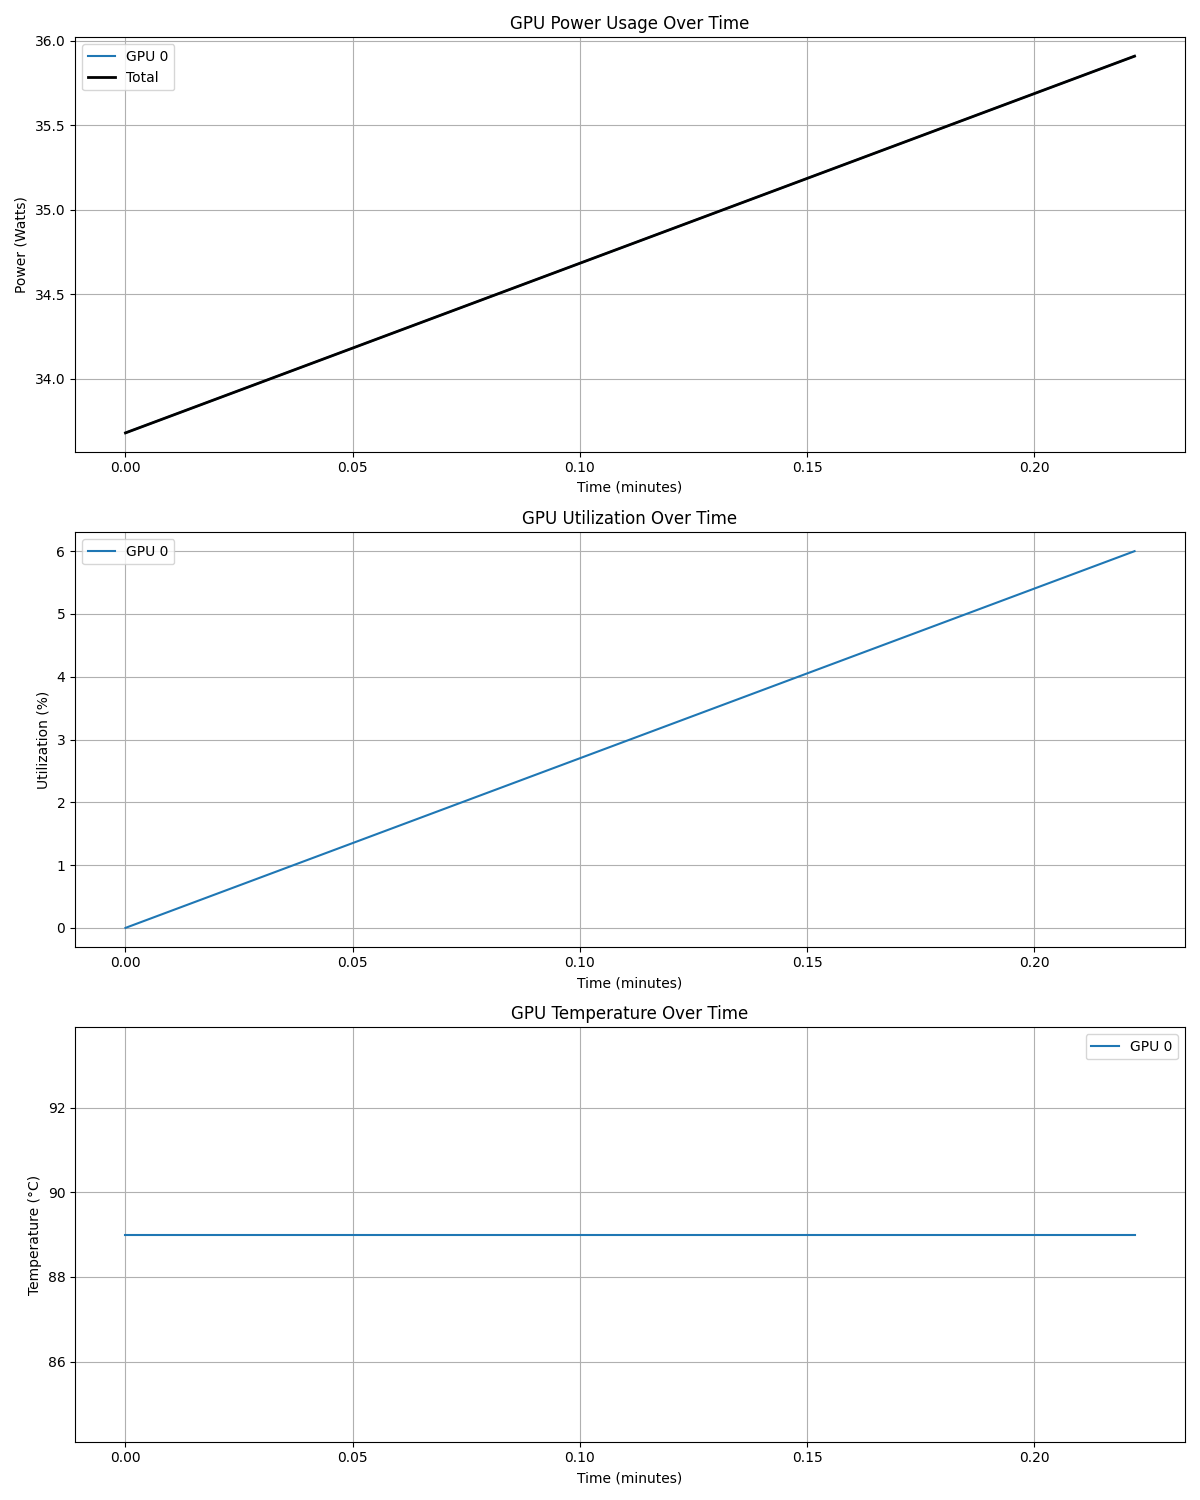 GPU Power Usage Over Time
GPU 0
Total
36.0
35.5
35.0
34.5
34.0
Power (Watts)
0.00 0.05 0.10 0.15 0.20
Time (minutes)
GPU Utilization Over Time
GPU 0
6
5
4
3
2
1
0
Utilization (%)
0.00 0.05 0.10 0.15 0.20
Time (minutes)
GPU Temperature Over Time
GPU 0
92
90
88
86
Temperature (°C)
0.00 0.05 0.10 0.15 0.20
Time (minutes)